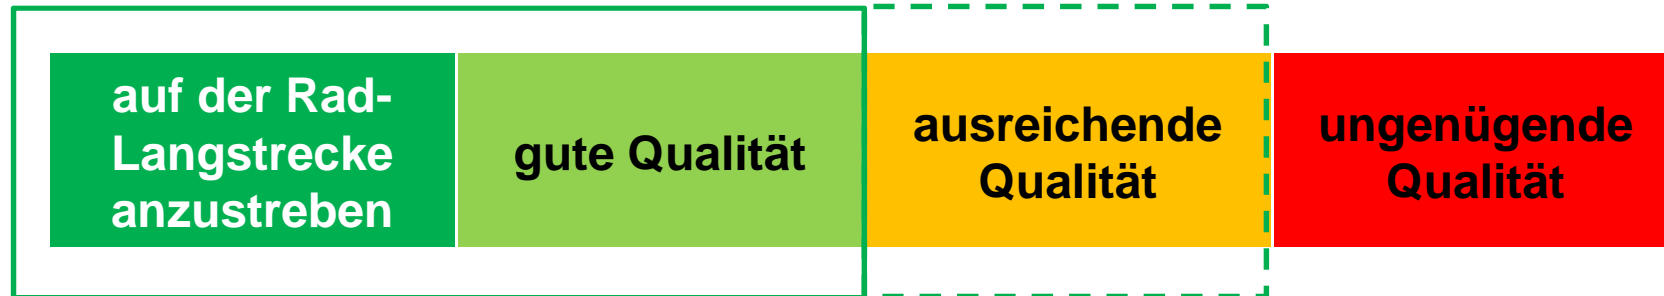 auf der Rad-
Langstrecke
anzustreben
gute Qualität
ausreichende
Qualität
ungenügende
Qualität